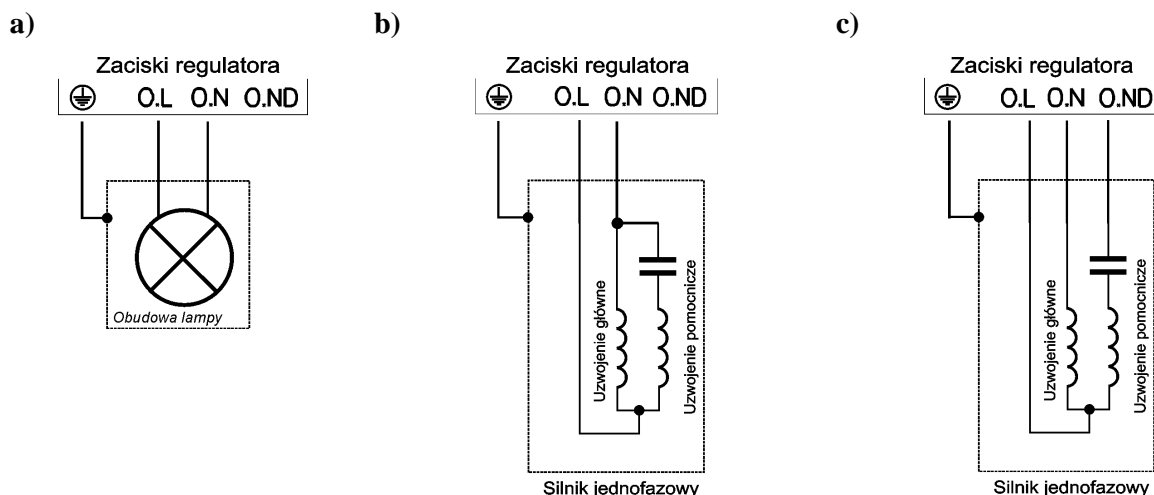 a)
Zaciski regulatora
O.L O.N O.ND
Obudowa lampy
b)
Zaciski regulatora
O.L O.N O.ND
Uzwojenie główne
Uzwojenie pomocnicze
Silnik jednofazowy
c)
Zaciski regulatora
O.L O.N O.ND
Uzwojenie główne
Uzwojenie pomocnicze
Silnik jednofazowy